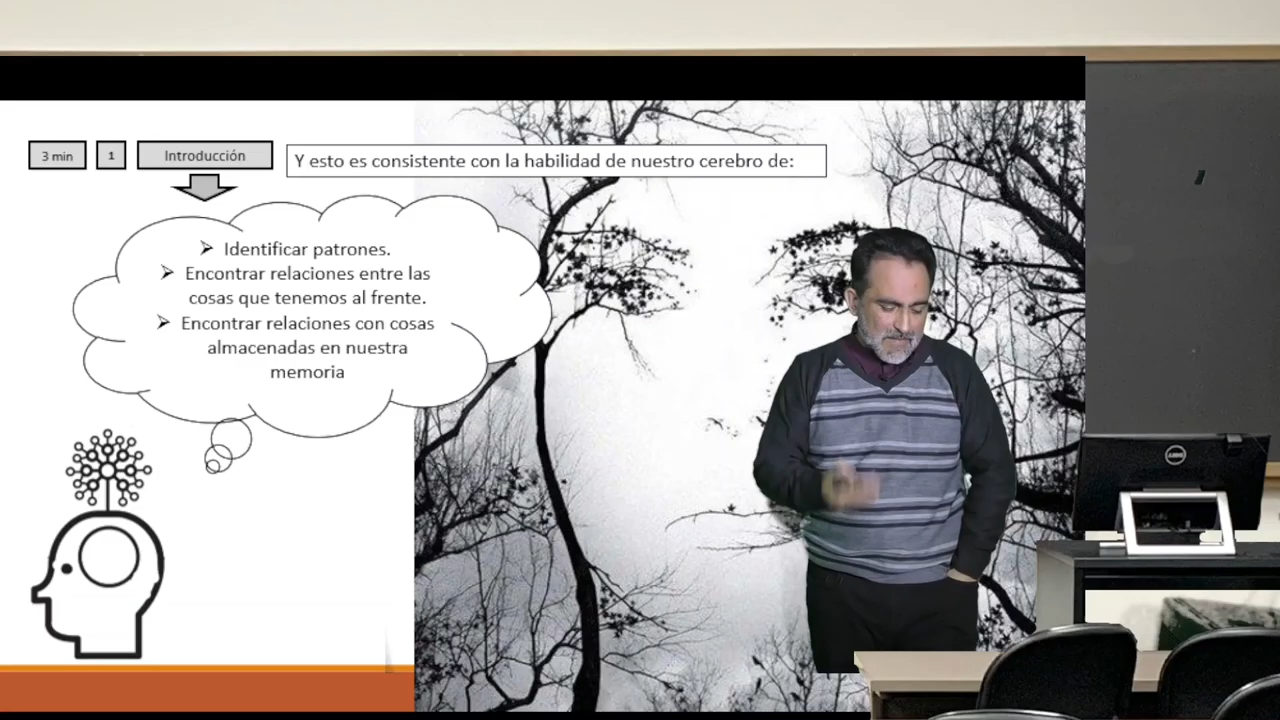 3 min
1
Introducción
Y esto es consistente con la habilidad de nuestro cerebro de:
➢ Identificar patrones.
➢ Encontrar relaciones entre las
cosas que tenemos al frente.
➢ Encontrar relaciones con cosas
almacenadas en nuestra
memoria